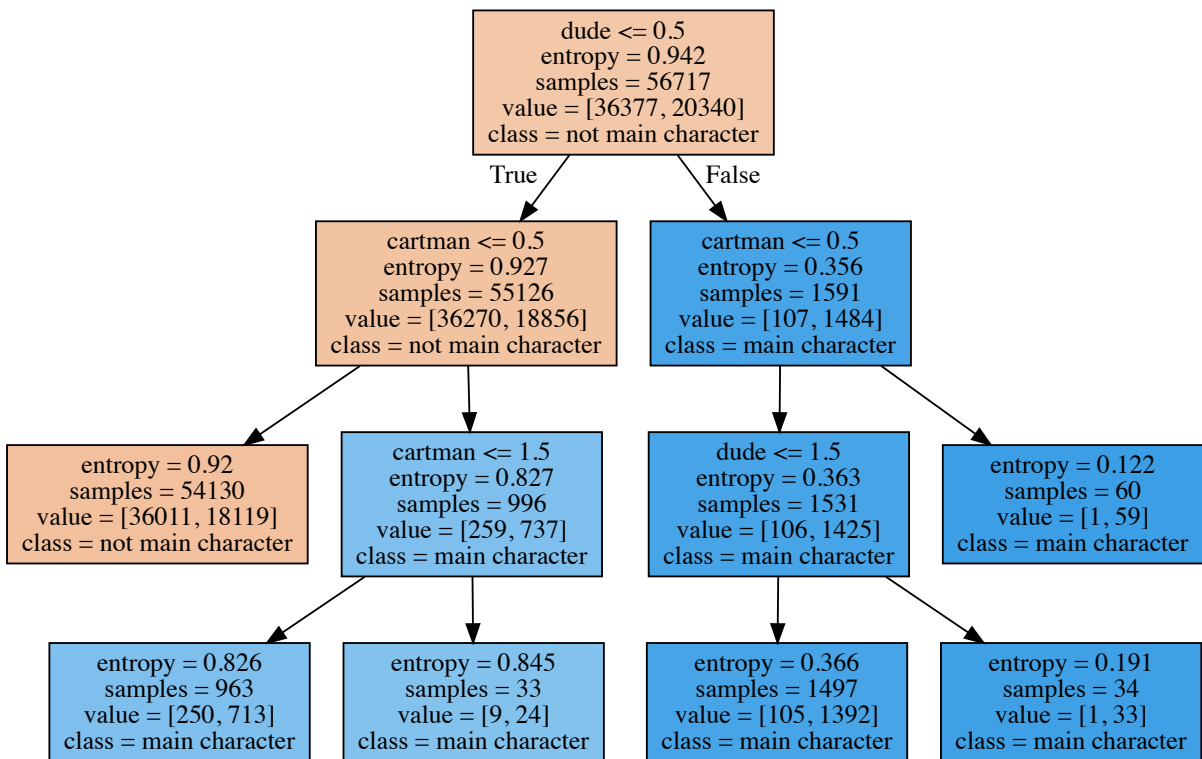 dude <= 0.5
entropy = 0.942
samples = 56717
value = [36377, 20340]
class = not main character
True
False
cartman <= 0.5
entropy = 0.927
samples = 55126
value = [36270, 18856]
class = not main character
cartman <= 0.5
entropy = 0.356
samples = 1591
value = [107, 1484]
class = main character
entropy = 0.92
samples = 54130
value = [36011, 18119]
class = not main character
cartman <= 1.5
entropy = 0.827
samples = 996
value = [259, 737]
class = main character
dude <= 1.5
entropy = 0.363
samples = 1531
value = [106, 1425]
class = main character
entropy = 0.122
samples = 60
value = [1, 59]
class = main character
entropy = 0.826
samples = 963
value = [250, 713]
class = main character
entropy = 0.845
samples = 33
value = [9, 24]
class = main character
entropy = 0.366
samples = 1497
value = [105, 1392]
class = main character
entropy = 0.191
samples = 34
value = [1, 33]
class = main character